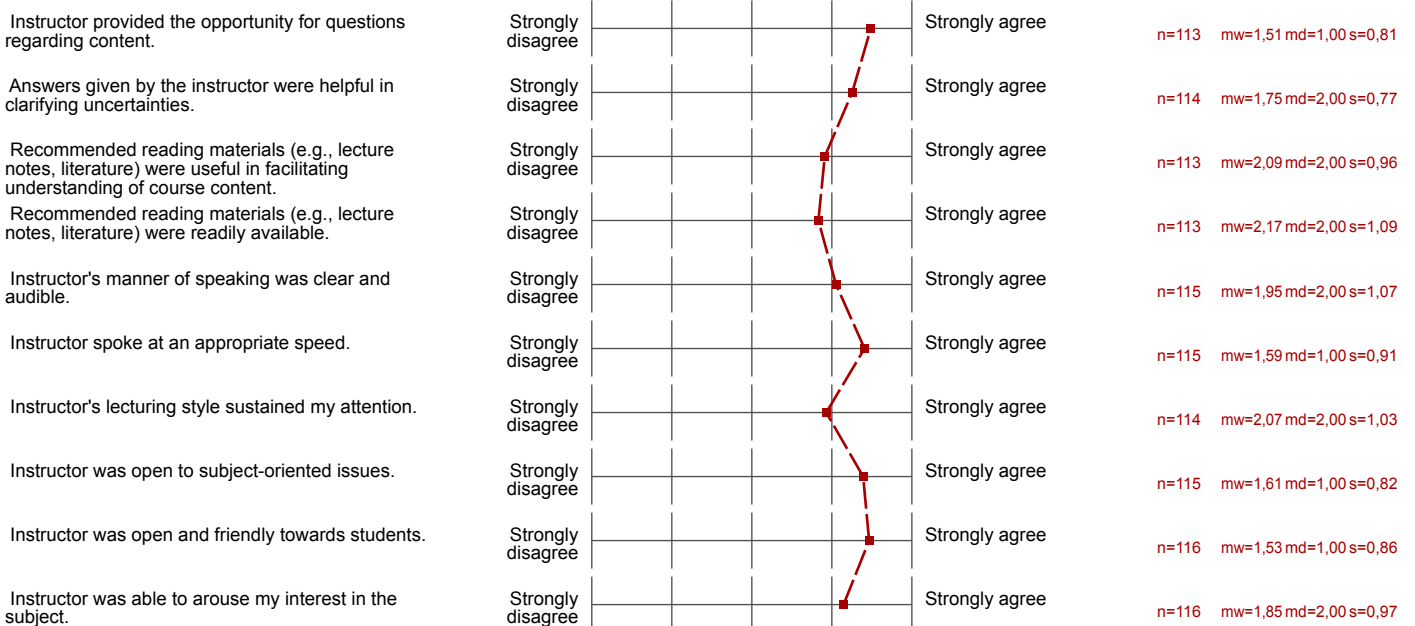 Instructor provided the opportunity for questions
regarding content.
Strongly
disagree
Strongly agree
n=113 mw=1,51 md=1,00 s=0,81
Answers given by the instructor were helpful in
clarifying uncertainties.
Strongly
disagree
Strongly agree
n=114 mw=1,75 md=2,00 s=0,77
Recommended reading materials (e.g., lecture
notes, literature) were useful in facilitating
understanding of course content.
Strongly
disagree
Strongly agree
n=113 mw=2,09 md=2,00 s=0,96
Recommended reading materials (e.g., lecture
notes, literature) were readily available.
Strongly
disagree
Strongly agree
n=113 mw=2,17 md=2,00 s=1,09
Instructor's manner of speaking was clear and
audible.
Strongly
disagree
Strongly agree
n=115 mw=1,95 md=2,00 s=1,07
Instructor spoke at an appropriate speed.
Strongly
disagree
Strongly agree
n=115 mw=1,59 md=1,00 s=0,91
Instructor's lecturing style sustained my attention.
Strongly
disagree
Strongly agree
n=114 mw=2,07 md=2,00 s=1,03
Instructor was open to subject-oriented issues.
Strongly
disagree
Strongly agree
n=115 mw=1,61 md=1,00 s=0,82
Instructor was open and friendly towards students.
Strongly
disagree
Strongly agree
n=116 mw=1,53 md=1,00 s=0,86
Instructor was able to arouse my interest in the
subject.
Strongly
disagree
Strongly agree
n=116 mw=1,85 md=2,00 s=0,97